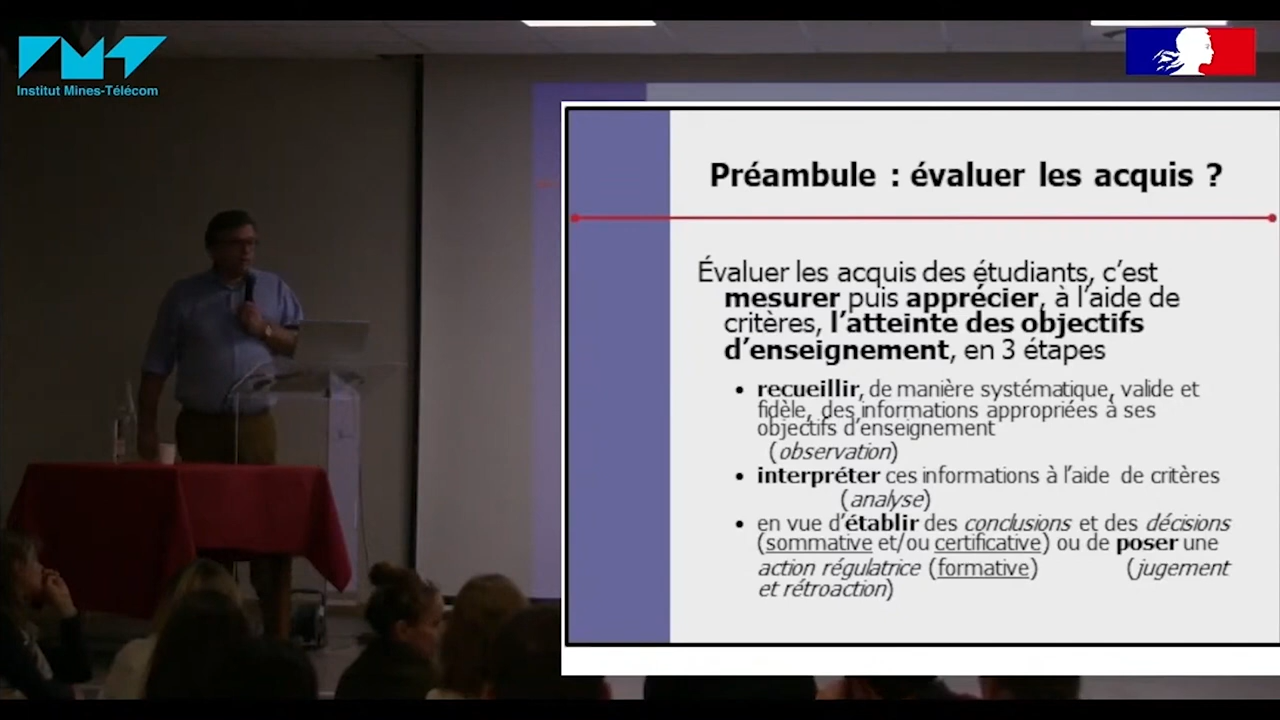 Institut Mines-Télécom
Préambule : évaluer les acquis ?
Évaluer les acquis des étudiants, c’est
mesurer puis apprécier, à l’aide de
critères, l’atteinte des objectifs
d’enseignement, en 3 étapes
• recueillir, de manière systématique, valide et
fidèle, des informations appropriées à ses
objectifs d’enseignement
(observation)
• interpréter ces informations à l’aide de critères
(analyse)
• en vue d’établir des conclusions et des décisions
(sommative et/ou certificative) ou de poser une
action régulatrice (formative) (jugement
et rétroaction)